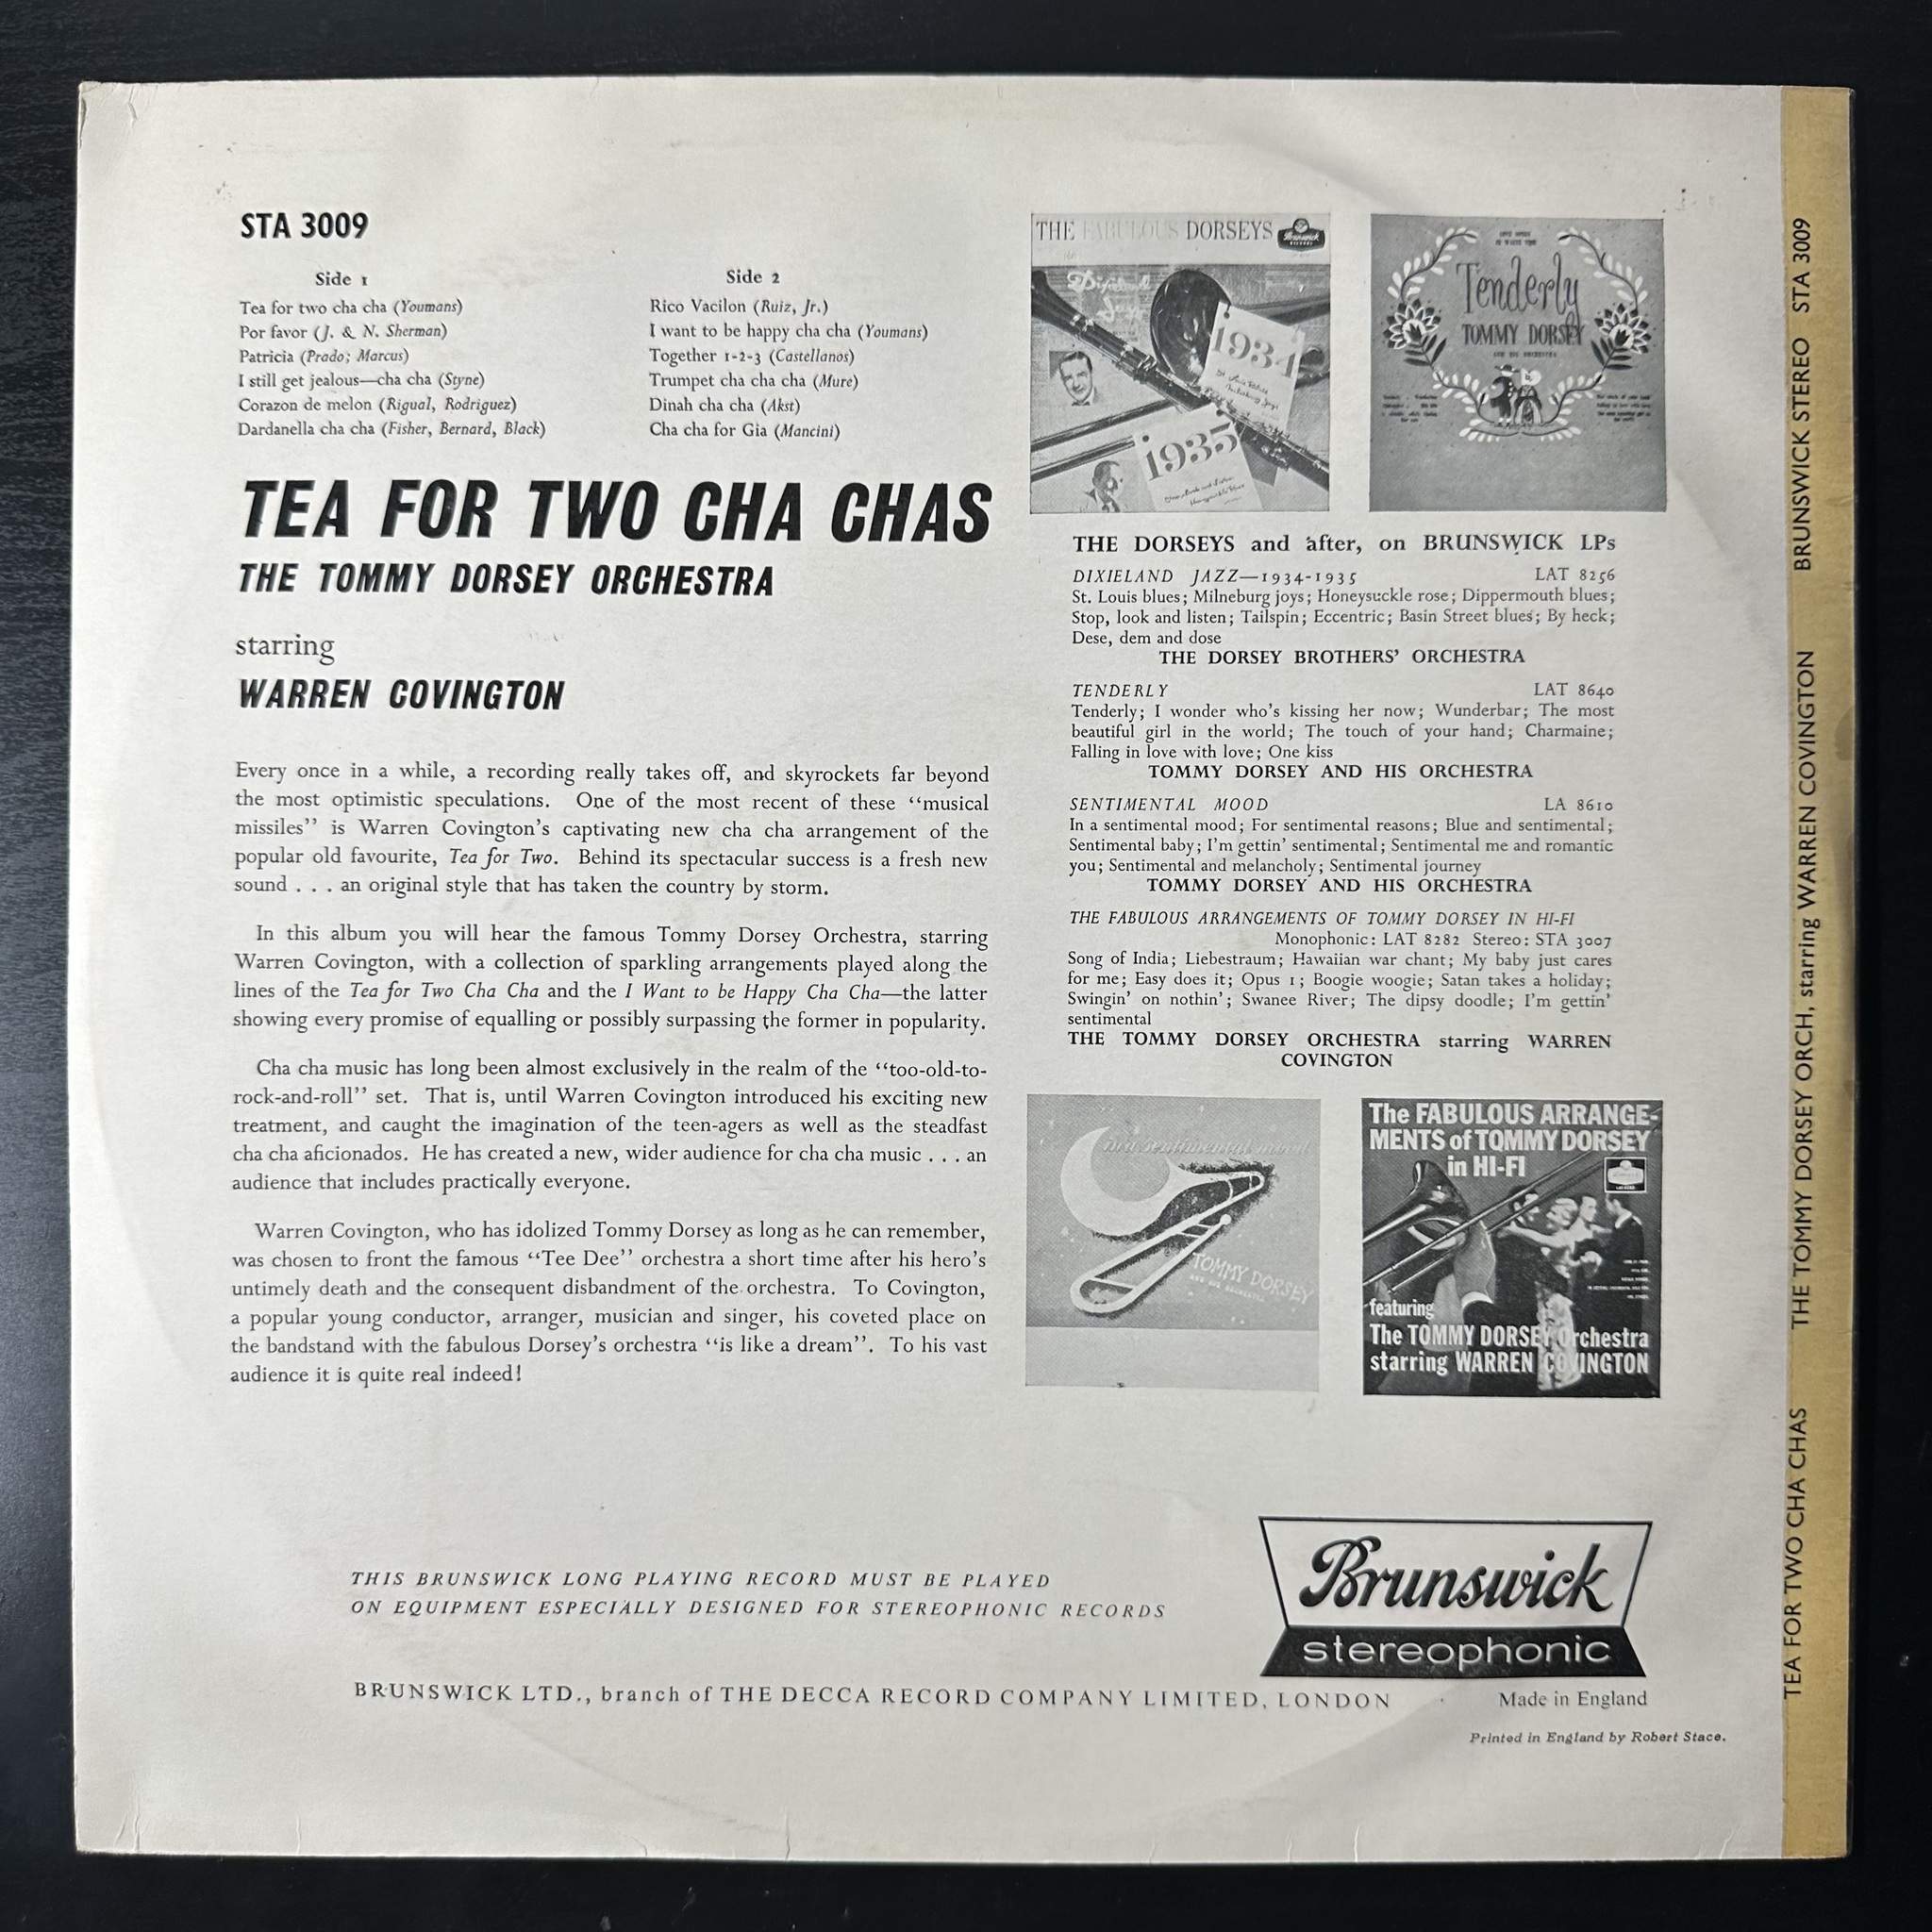 STA 3009
Side 1
Tea for two cha cha (Youmans)
Por favor (J. & N. Sherman)
Patricia (Prado; Marcus)
I still get jealous—cha cha (Styne)
Corazon de melon (Rigual, Rodriguez)
Dardanella cha cha (Fisher, Bernard, Black)
Side 2
Rico Vacilon (Ruiz, Jr.)
I want to be happy cha cha (Youmans)
Together 1-2-3 (Castellanos)
Trumpet cha cha cha (Mure)
Dinah cha cha (Akst)
Cha cha for Gia (Mancini)
TEA FOR TWO CHA CHAS
THE TOMMY DORSEY ORCHESTRA
starring
WARREN COVINGTON
Every once in a while, a recording really takes off, and skyrockets far beyond
the most optimistic speculations. One of the most recent of these “musical
missiles” is Warren Covington’s captivating new cha cha arrangement of the
popular old favourite, Tea for Two. Behind its spectacular success is a fresh new
sound . . . an original style that has taken the country by storm.
In this album you will hear the famous Tommy Dorsey Orchestra, starring
Warren Covington, with a collection of sparkling arrangements played along the
lines of the Tea for Two Cha Cha and the I Want to be Happy Cha Cha—the latter
showing every promise of equalling or possibly surpassing the former in popularity.
Cha cha music has long been almost exclusively in the realm of the “too-old-to-
rock-and-roll” set. That is, until Warren Covington introduced his exciting new
treatment, and caught the imagination of the teen-agers as well as the steadfast
cha cha aficionados. He has created a new, wider audience for cha cha music . . . an
audience that includes practically everyone.
Warren Covington, who has idolized Tommy Dorsey as long as he can remember,
was chosen to front the famous “Tee Dee” orchestra a short time after his hero’s
untimely death and the consequent disbandment of the orchestra. To Covington,
a popular young conductor, arranger, musician and singer, his coveted place on
the bandstand with the fabulous Dorsey’s orchestra “is like a dream”. To his vast
audience it is quite real indeed!
THE FABULOUS DORSEYS
Brunswick
Dixieland
Jazz
1934
1935
Tenderly
TOMMY DORSEY
AND HIS ORCHESTRA
THE DORSEYS and after, on BRUNSWICK LPs
DIXIELAND JAZZ—1934-1935 LAT 8256
St. Louis blues; Milneburg joys; Honeysuckle rose; Dippermouth blues;
Stop, look and listen; Tailspin; Eccentric; Basin Street blues; By heck;
Dese, dem and dose
THE DORSEY BROTHERS’ ORCHESTRA
TENDERLY LAT 8640
Tenderly; I wonder who’s kissing her now; Wunderbar; The most
beautiful girl in the world; The touch of your hand; Charmaine;
Falling in love with love; One kiss
TOMMY DORSEY AND HIS ORCHESTRA
SENTIMENTAL MOOD LA 8610
In a sentimental mood; For sentimental reasons; Blue and sentimental;
Sentimental baby; I’m gettin’ sentimental; Sentimental me and romantic
you; Sentimental and melancholy; Sentimental journey
TOMMY DORSEY AND HIS ORCHESTRA
THE FABULOUS ARRANGEMENTS OF TOMMY DORSEY IN HI-FI
Monophonic: LAT 8282 Stereo: STA 3007
Song of India; Liebestraum; Hawaiian war chant; My baby just cares
for me; Easy does it; Opus 1; Boogie woogie; Satan takes a holiday;
Swingin’ on nothin’; Swanee River; The dipsy doodle; I’m gettin’
sentimental
THE TOMMY DORSEY ORCHESTRA starring WARREN
COVINGTON
in a sentimental mood
TOMMY DORSEY
AND HIS ORCHESTRA
The FABULOUS ARRANGE-
MENTS of TOMMY DORSEY
in HI-FI
featuring
The TOMMY DORSEY Orchestra
starring WARREN COVINGTON
THIS BRUNSWICK LONG PLAYING RECORD MUST BE PLAYED
ON EQUIPMENT ESPECIALLY DESIGNED FOR STEREOPHONIC RECORDS
Brunswick
stereophonic
BRUNSWICK LTD., branch of THE DECCA RECORD COMPANY LIMITED, LONDON
Made in England
Printed in England by Robert Stace.
TEA FOR TWO CHA CHAS THE TOMMY DORSEY ORCH, starring WARREN COVINGTON BRUNSWICK STEREO STA 3009